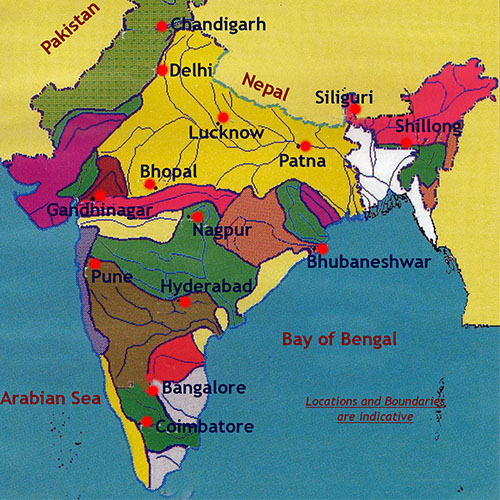 Pakistan
Chandigarh
Delhi
Nepal
Siliguri
Lucknow
Shillong
Patna
Bhopal
Gandhinagar
Nagpur
Bhubaneshwar
Pune
Hyderabad
Bay of Bengal
Bangalore
Arabian Sea
Locations and Boundaries
are indicative
Coimbatore